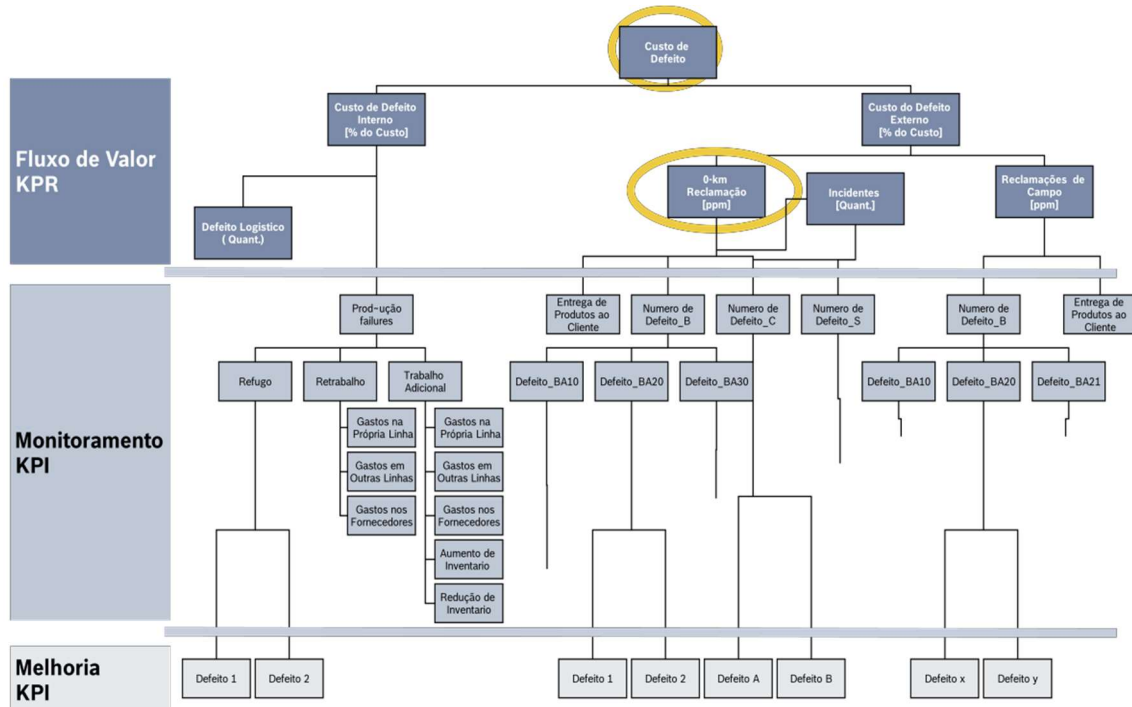 Custo de
Defeito
Fluxo de Valor
KPR
Custo de Defeito
Interno
[% do Custo]
Custo do Defeito
Externo
[% do Custo]
0-km
Reclamação
[ppm]
Incidentes
[Quant.]
Reclamações de
Campo
[ppm]
Defeito Logístico
( Quant.)
Monitoramento
KPI
Prod-ução
failures
Entrega de
Produtos ao
Cliente
Numero de
Defeito_B
Numero de
Defeito_C
Numero de
Defeito_S
Numero de
Defeito_B
Entrega de
Produtos ao
Cliente
Refugo
Retrabalho
Trabalho
Adicional
Defeito_BA10
Defeito_BA20
Defeito_BA30
Defeito_BA10
Defeito_BA20
Defeito_BA21
Gastos na
Própria Linha
Gastos em
Outras Linhas
Gastos nos
Fornecedores
Gastos na
Própria Linha
Gastos em
Outras Linhas
Gastos nos
Fornecedores
Aumento de
Inventario
Redução de
Inventario
Melhoria
KPI
Defeito 1
Defeito 2
Defeito 1
Defeito 2
Defeito A
Defeito B
Defeito x
Defeito y